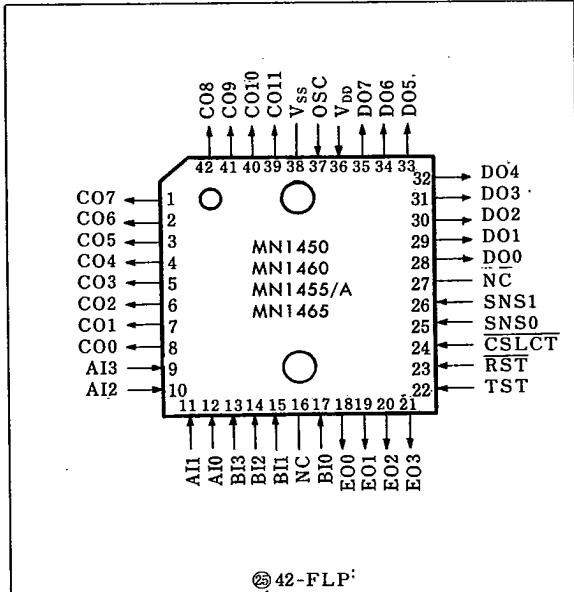 CO8 CO9 CO10 CO11 VSS OSC VDD DO7 DO6 DO5.
42 41 40 39 38 37 36 35 34 33
CO7 1
CO6 2
CO5 3
CO4 4
CO3 5
CO2 6
CO1 7
CO0 8
AI3 9
AI2 10
MN1450
MN1460
MN1455/A
MN1465
32 DO4
31 DO3
30 DO2
29 DO1
28 DO0
27 NC
26 SNS1
25 SNS0
24 CSLCT
23 RST
22 TST
11 12 13 14 15 16 17 18 19 20 21
AI1 AI0 BI3 BI2 BI1 NC BI0 EO0 EO1 EO2 EO3
㉕ 42-FLP